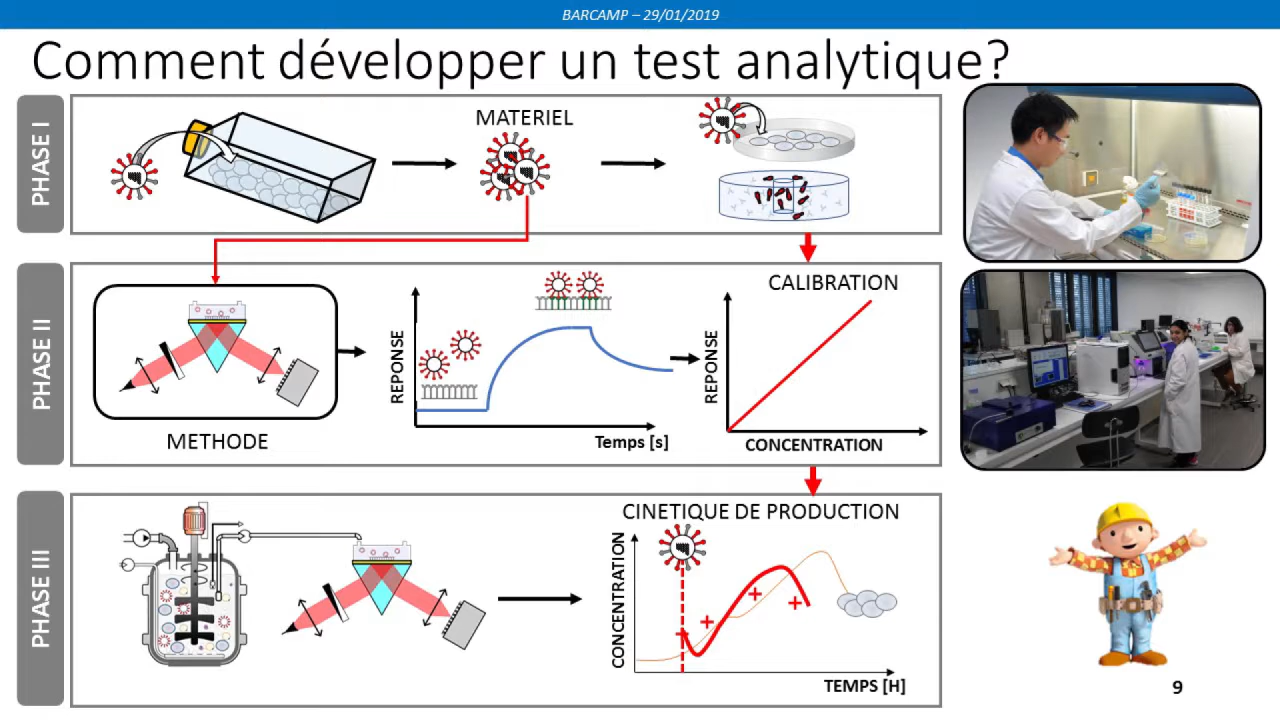 BARCAMP – 29/01/2019
Comment développer un test analytique?
PHASE I
MATERIEL
PHASE II
METHODE
REPONSE
Temps [s]
CALIBRATION
REPONSE
CONCENTRATION
PHASE III
CINETIQUE DE PRODUCTION
CONCENTRATION
TEMPS [H]
9